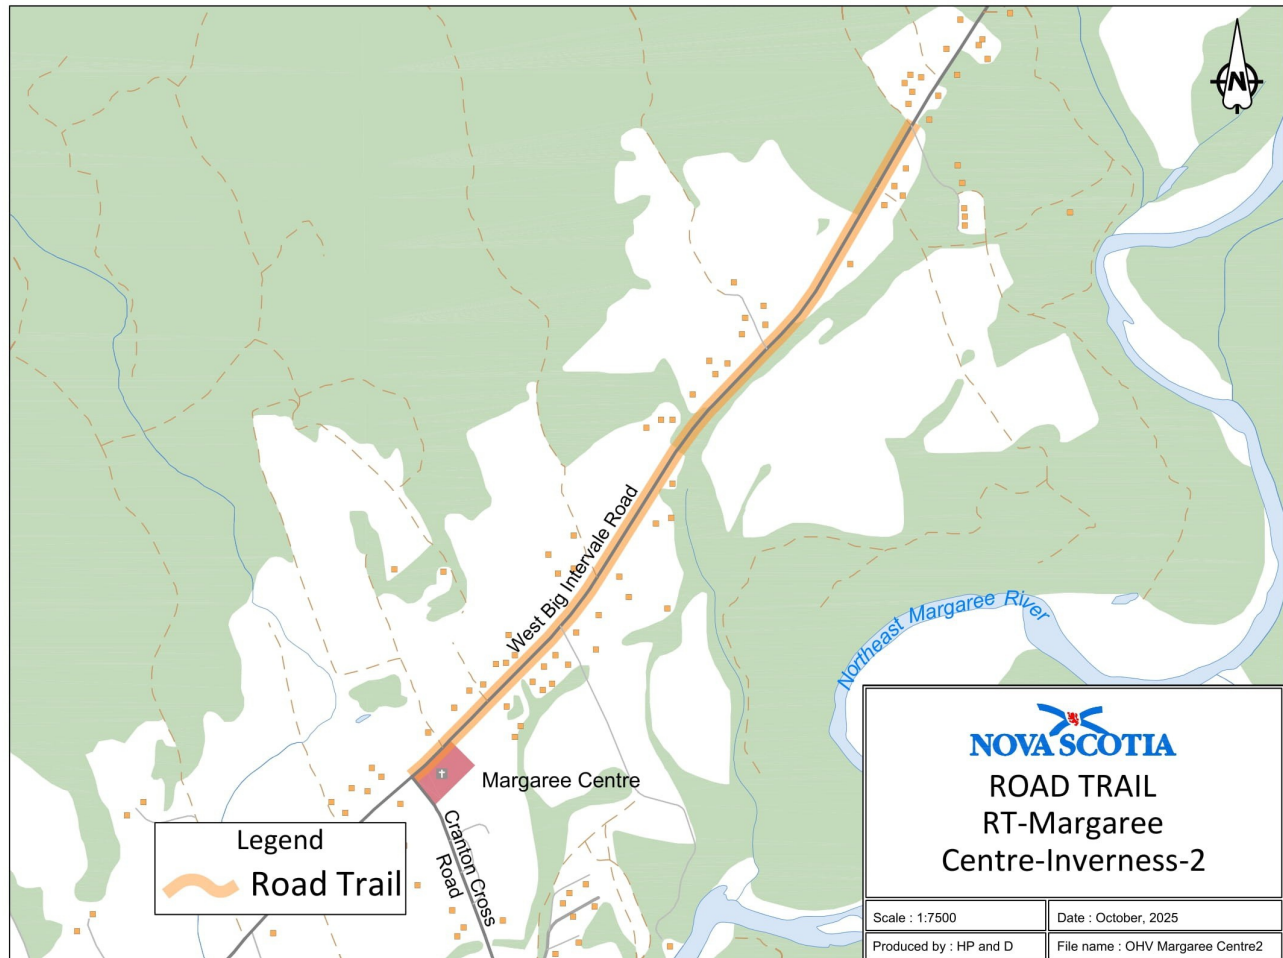 N
West Big Intervale Road
Northeast Margaree River
Margaree Centre
Cranton Cross
Road
Legend
Road Trail
NOVA SCOTIA
ROAD TRAIL
RT-Margaree
Centre-Inverness-2
Scale : 1:7500
Date : October, 2025
Produced by : HP and D
File name : OHV Margaree Centre2